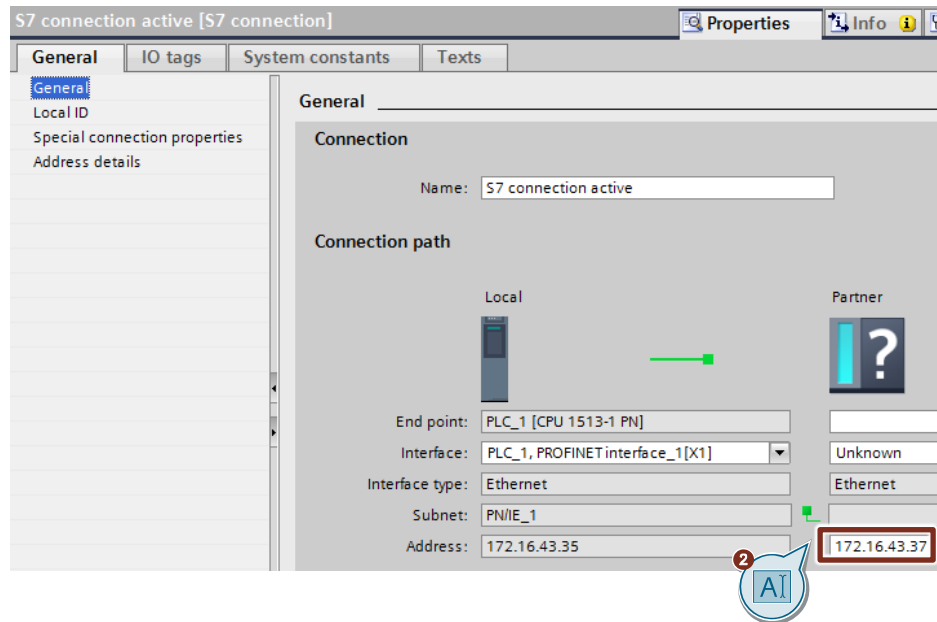 S7 connection active [S7 connection]
Properties
Info
General
IO tags
System constants
Texts
General
Local ID
Special connection properties
Address details
General
Connection
Name: S7 connection active
Connection path
Local Partner
?
End point: PLC_1 [CPU 1513-1 PN]
Interface: PLC_1, PROFINET interface_1[X1] Unknown
Interface type: Ethernet Ethernet
Subnet: PN/IE_1
Address: 172.16.43.35 172.16.43.37
2
A